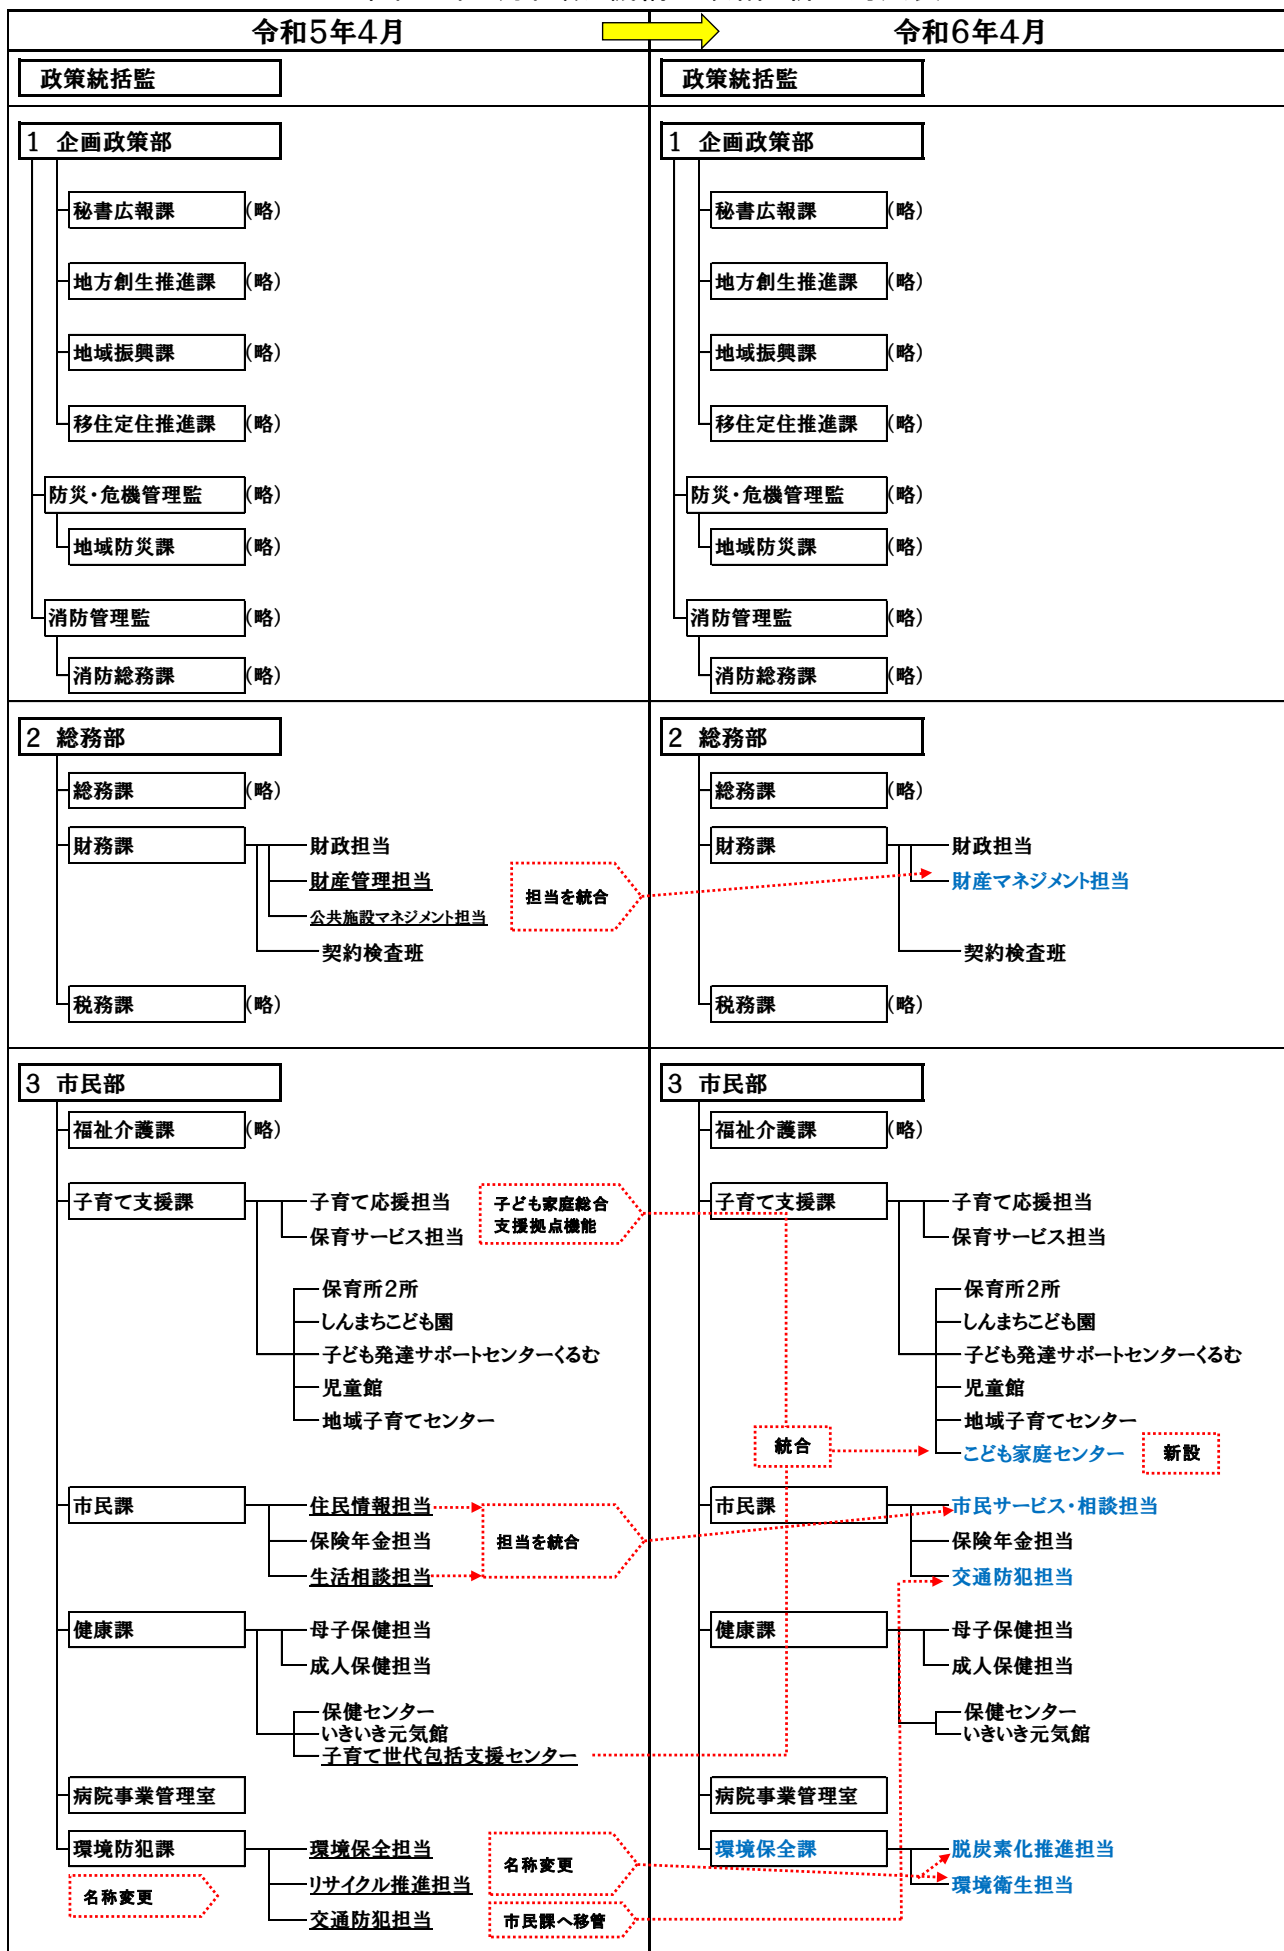 令和5年4月
令和6年4月
政策統括監
1 企画政策部
秘書広報課 (略)
地方創生推進課 (略)
地域振興課 (略)
移住定住推進課 (略)
防災・危機管理監 (略)
地域防災課 (略)
消防管理監 (略)
消防総務課 (略)
2 総務部
総務課 (略)
財務課
財政担当
財産管理担当
公共施設マネジメント担当
担当を統合
契約検査班
税務課 (略)
3 市民部
福祉介護課 (略)
子育て支援課
子育て応援担当
保育サービス担当
子ども家庭総合
支援拠点機能
保育所2所
しんまちこども園
子ども発達サポートセンターくるむ
児童館
地域子育てセンター
市民課
住民情報担当
保険年金担当
生活相談担当
担当を統合
健康課
母子保健担当
成人保健担当
保健センター
いきいき元気館
子育て世代包括支援センター
病院事業管理室
環境防犯課
名称変更
環境保全担当
リサイクル推進担当
交通防犯担当
名称変更
市民課へ移管
政策統括監
1 企画政策部
秘書広報課 (略)
地方創生推進課 (略)
地域振興課 (略)
移住定住推進課 (略)
防災・危機管理監 (略)
地域防災課 (略)
消防管理監 (略)
消防総務課 (略)
2 総務部
総務課 (略)
財務課
財政担当
財産マネジメント担当
契約検査班
税務課 (略)
3 市民部
福祉介護課 (略)
子育て支援課
子育て応援担当
保育サービス担当
保育所2所
しんまちこども園
子ども発達サポートセンターくるむ
児童館
地域子育てセンター
統合
こども家庭センター
新設
市民課
市民サービス・相談担当
保険年金担当
交通防犯担当
健康課
母子保健担当
成人保健担当
保健センター
いきいき元気館
病院事業管理室
環境保全課
脱炭素化推進担当
環境衛生担当